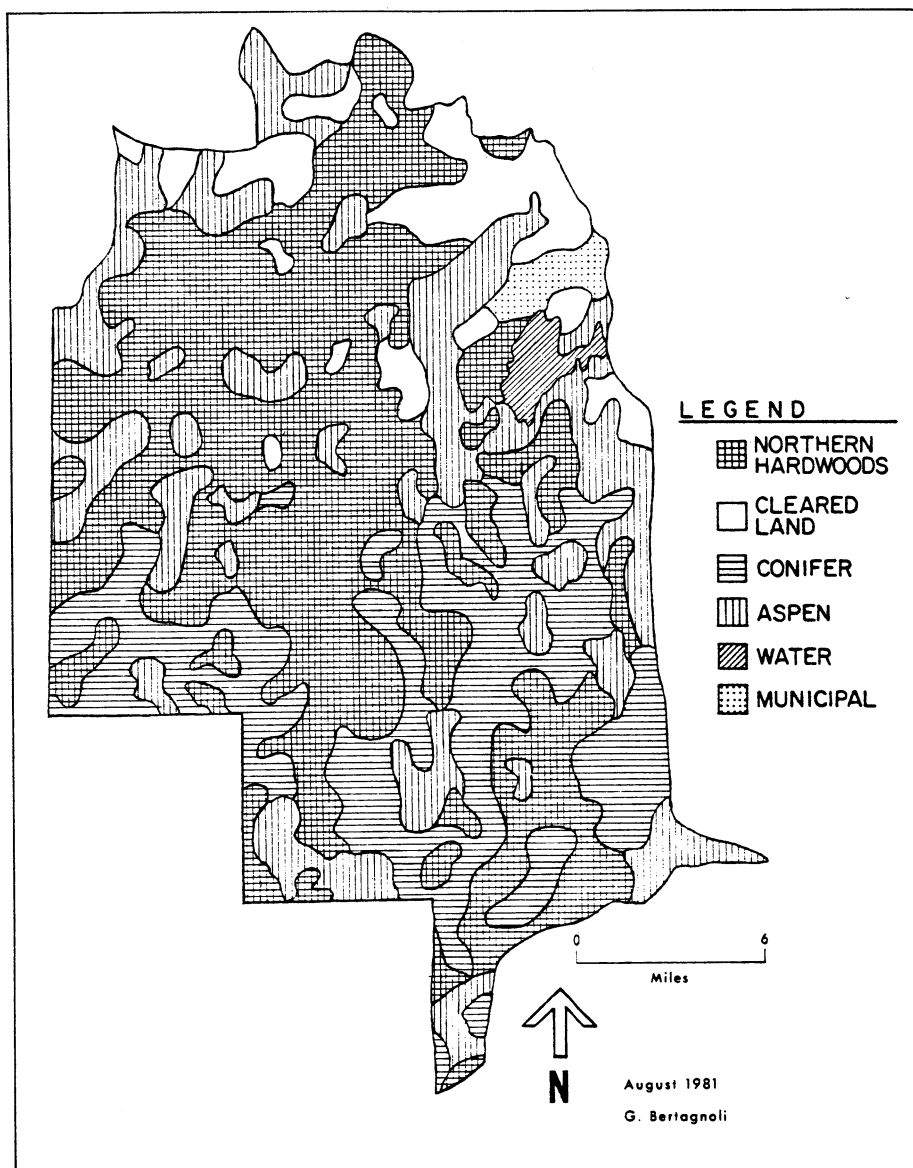 LEGEND
NORTHERN
HARDWOODS
CLEARED
LAND
CONIFER
ASPEN
WATER
MUNICIPAL
0 6
Miles
N
August 1981
G. Bertagnoli